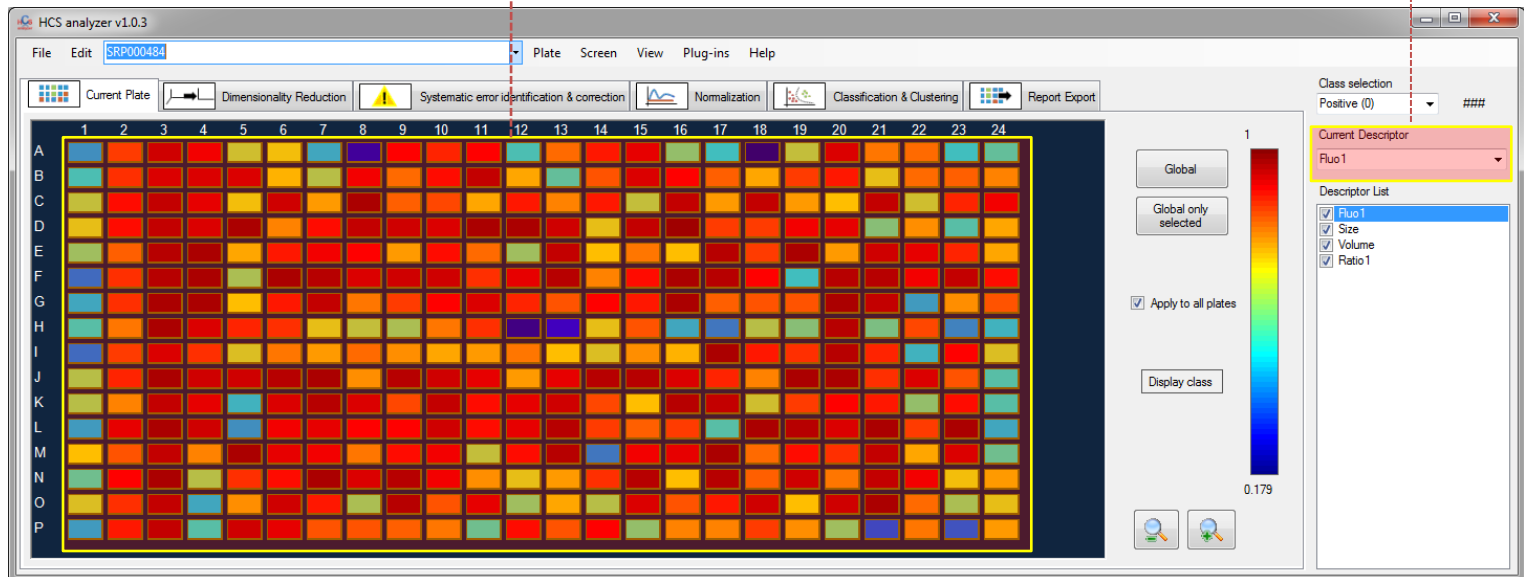 HCS analyzer v1.0.3
File Edit SRP000484 Plate Screen View Plug-ins Help
Current Plate Dimensionality Reduction Systematic error identification & correction Normalization Classification & Clustering Report Export
Class selection
Positive (0) ###
1 2 3 4 5 6 7 8 9 10 11 12 13 14 15 16 17 18 19 20 21 22 23 24
1
Current Descriptor
Fluo1
A
B
C
D
E
F
G
H
I
J
K
L
M
N
O
P
Global
Global only
selected
Apply to all plates
Display class
0.179
Descriptor List
Fluo1
Size
Volume
Ratio1